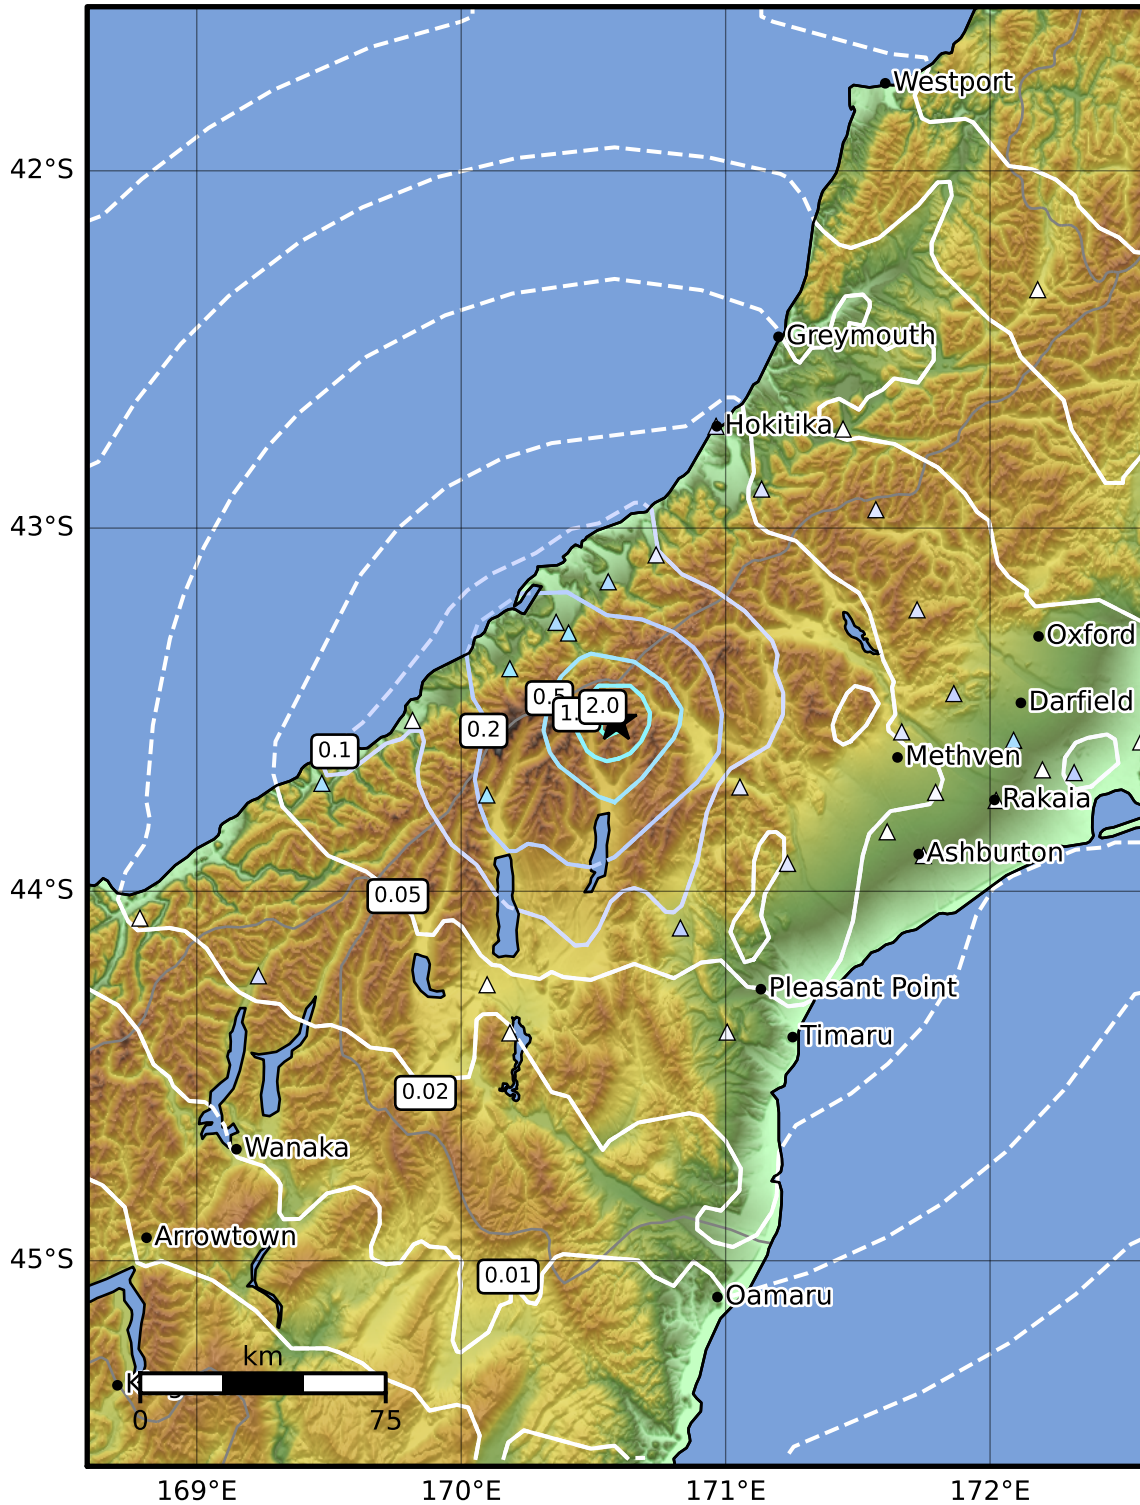 Westport
42°S
Greymouth
Hokitika
43°S
Oxford
0.5
Darfield
2.0
0.2
0.1
Methven
Rakaia
Ashburton
44°S
0.05
Pleasant Point
Timaru
0.02
Wanaka
Arrowtown
45°S
0.01
Oamaru
km
0
75
169°E
170°E
171°E
172°E